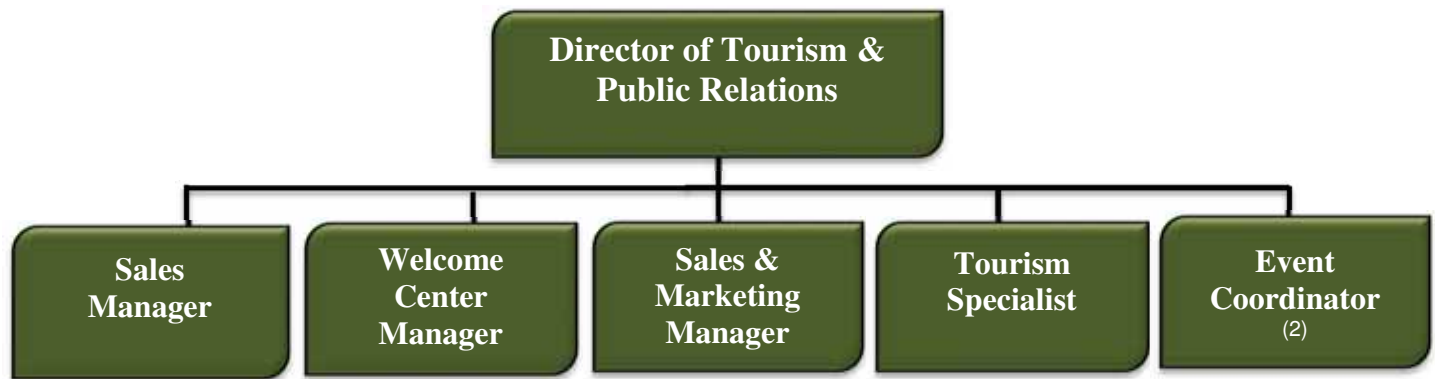 Director of Tourism &
Public Relations
Sales
Manager
Welcome
Center
Manager
Sales &
Marketing
Manager
Tourism
Specialist
Event
Coordinator
(2)